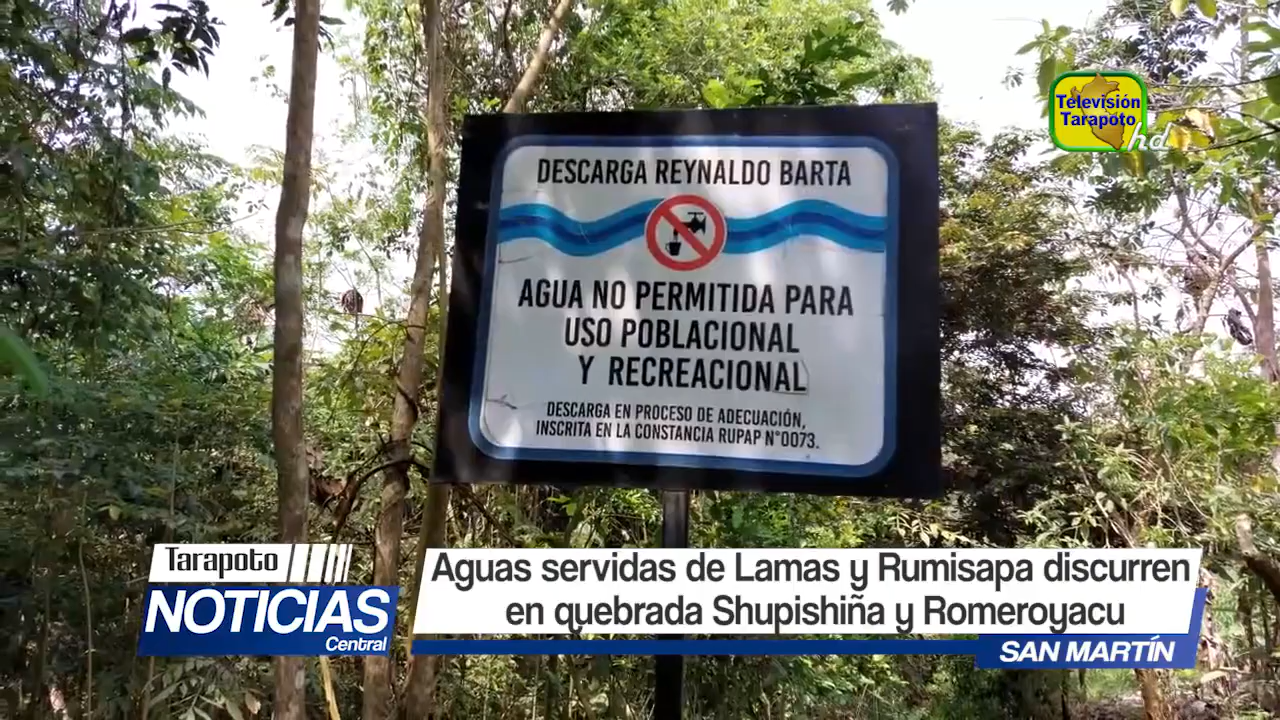 Televisión
Tarapoto
hd
DESCARGA REYNALDO BARTA
AGUA NO PERMITIDA PARA
USO POBLACIONAL
Y RECREACIONAL
DESCARGA EN PROCESO DE ADECUACIÓN,
INSCRITA EN LA CONSTANCIA RUPAP N°0073.
Tarapoto
NOTICIAS
Central
Aguas servidas de Lamas y Rumisapa discurren
en quebrada Shupishiña y Romeroyacu
SAN MARTÍN